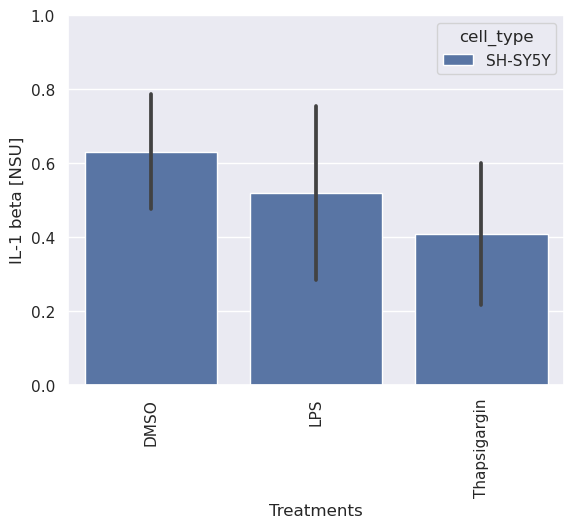 1.0
0.8
0.6
0.4
0.2
0.0
IL-1 beta [NSU]
cell_type
SH-SY5Y
DMSO
LPS
Thapsigargin
Treatments